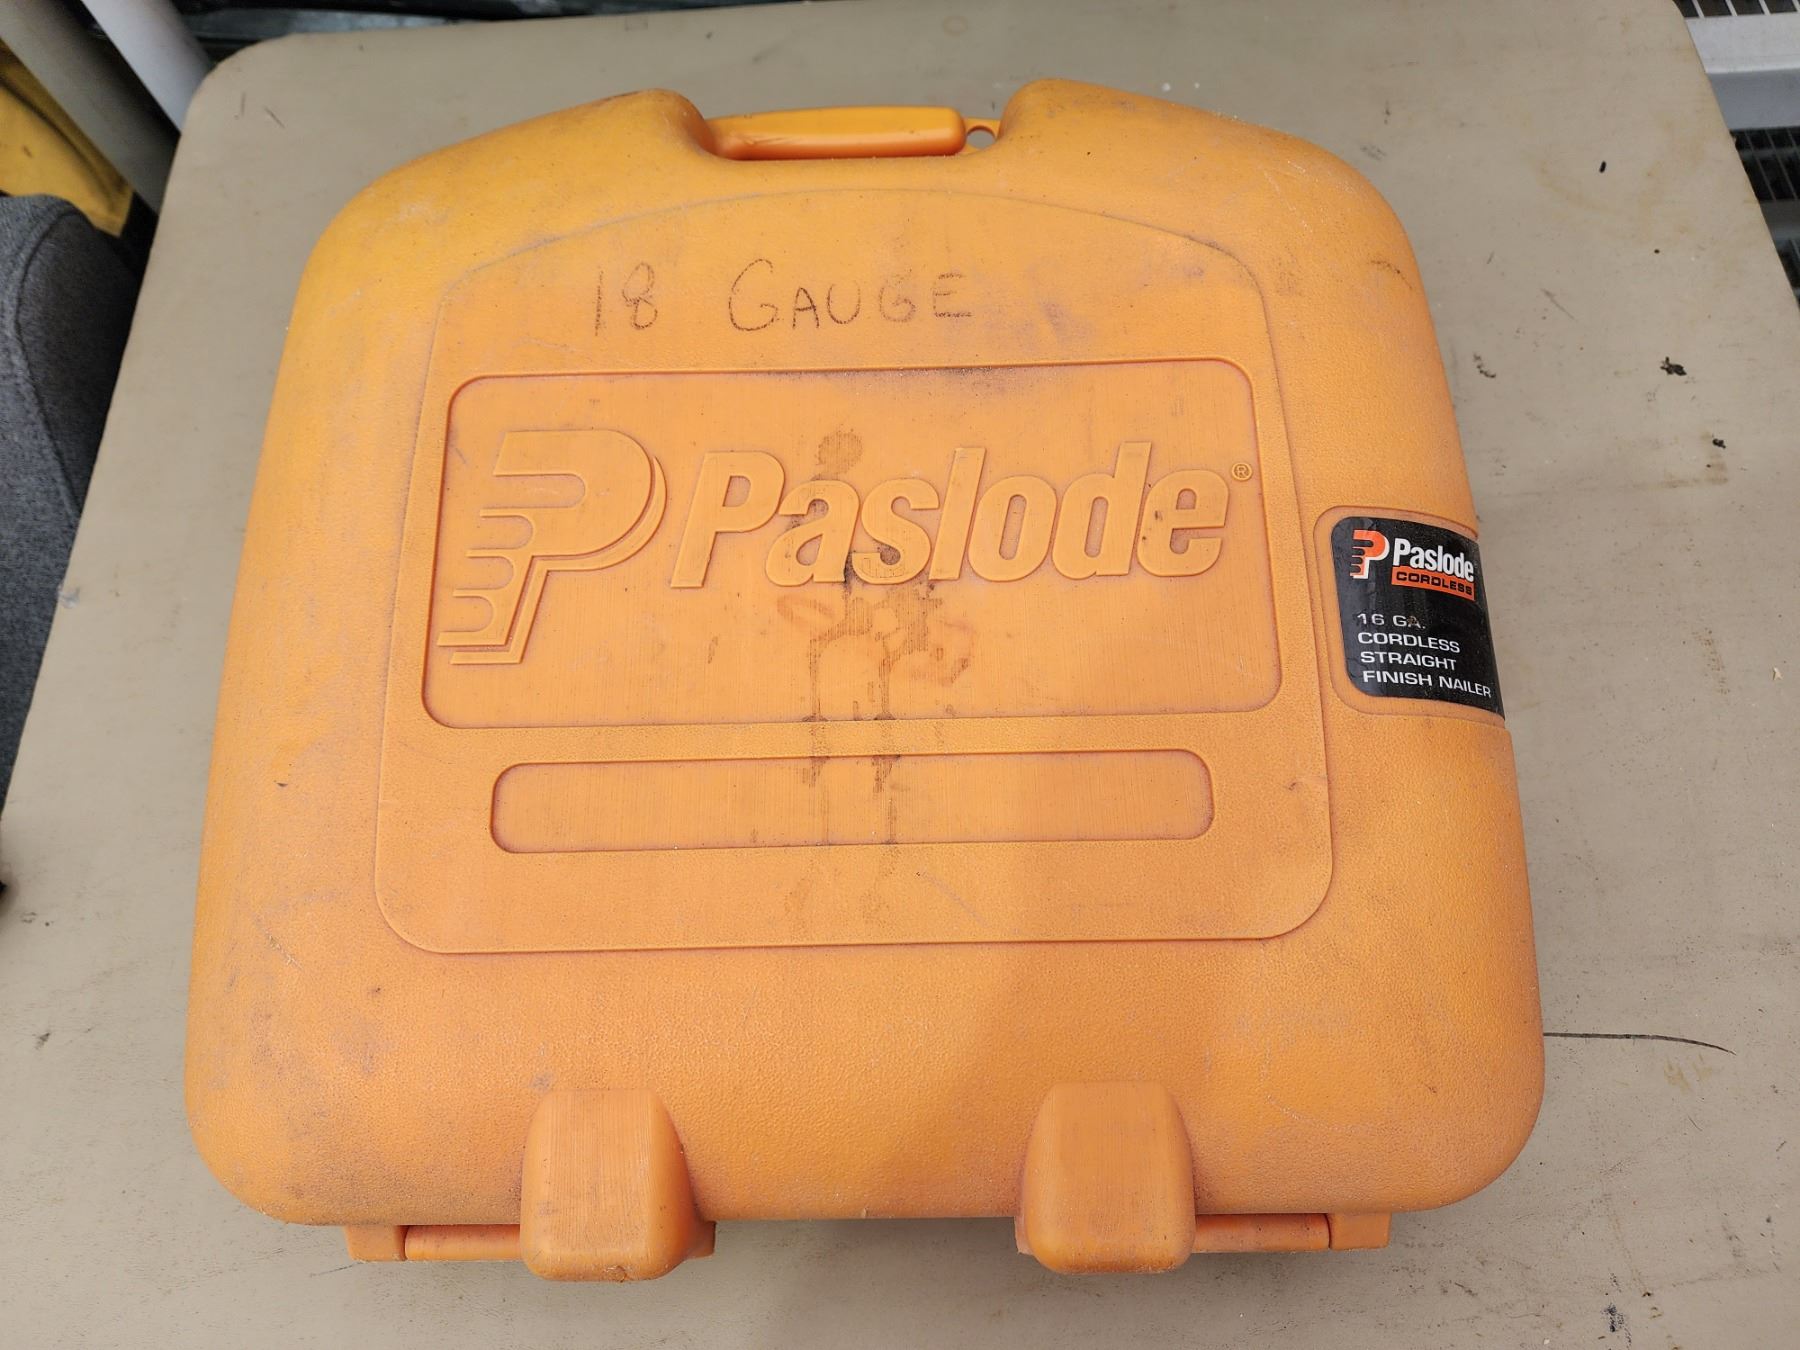 18 GAUGE
Paslode®
Paslode
CORDLESS
16 GA.
CORDLESS
STRAIGHT
FINISH NAILER